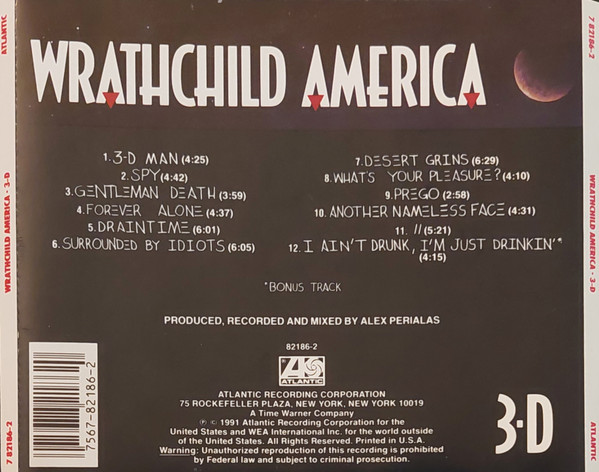 WRATHCHILD AMERICA
1. 3-D MAN (4:25)
2. SPY (4:42)
3. GENTLEMAN DEATH (3:59)
4. FOREVER ALONE (4:37)
5. DRAINTIME (6:01)
6. SURROUNDED BY IDIOTS (6:05)
7. DESERT GRINS (6:29)
8. WHAT'S YOUR PLEASURE? (4:10)
9. PREGO (2:58)
10. ANOTHER NAMELESS FACE (4:31)
11. // (5:21)
12. I AIN'T DRUNK, I'M JUST DRINKIN'*
(4:15)
*BONUS TRACK
PRODUCED, RECORDED AND MIXED BY ALEX PERIALAS
82186-2
ATLANTIC
ATLANTIC RECORDING CORPORATION
75 ROCKEFELLER PLAZA, NEW YORK, NEW YORK 10019
A Time Warner Company
℗ © 1991 Atlantic Recording Corporation for the
United States and WEA International Inc. for the world outside
of the United States. All Rights Reserved. Printed in U.S.A.
Warning: Unauthorized reproduction of this recording is prohibited
by Federal law and subject to criminal prosecution.
7567-82186-2
3-D
ATLANTIC
WRATHCHILD AMERICA • 3-D
7 82186-2
7 82186-2
WRATHCHILD AMERICA • 3-D
ATLANTIC